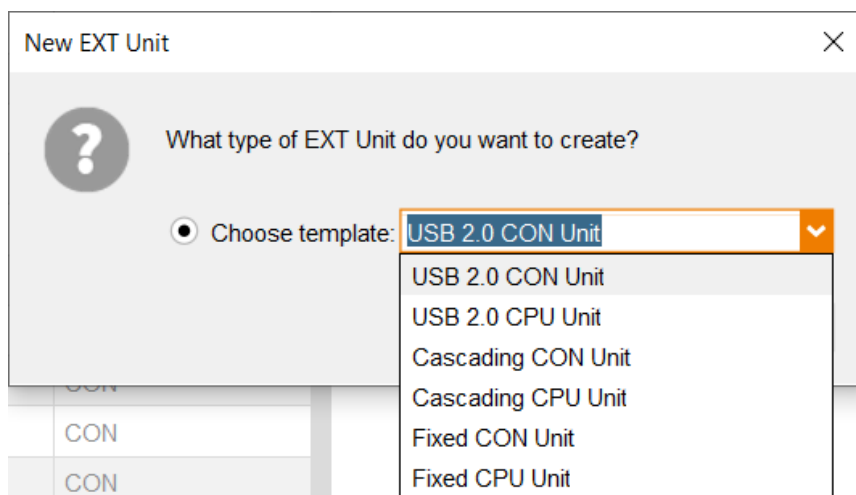 New EXT Unit
What type of EXT Unit do you want to create?
Choose template: USB 2.0 CON Unit
USB 2.0 CON Unit
USB 2.0 CPU Unit
Cascading CON Unit
Cascading CPU Unit
Fixed CON Unit
Fixed CPU Unit
CON
CON
CON